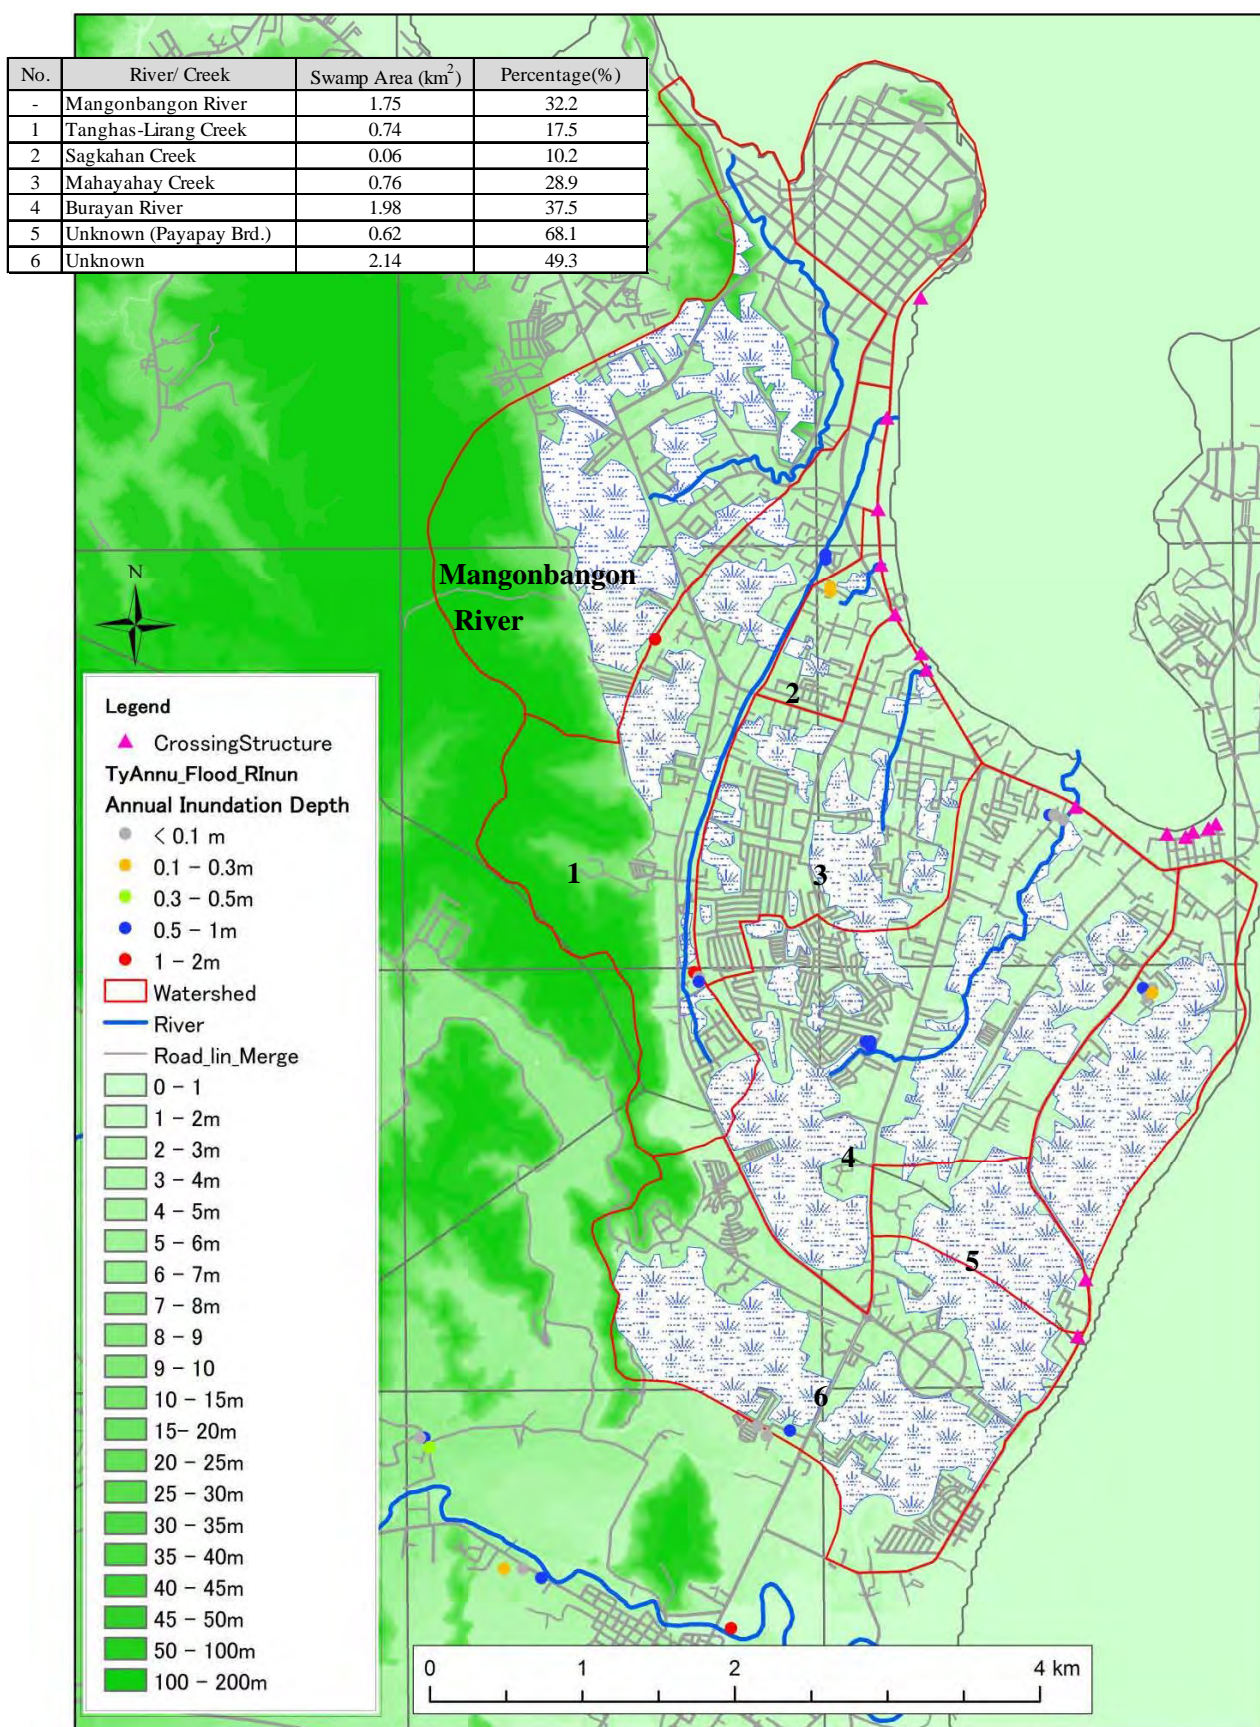 No. River/ Creek Swamp Area (km2) Percentage(%)
- Mangonbangon River 1.75 32.2
1 Tanghas-Lirang Creek 0.74 17.5
2 Sagkahan Creek 0.06 10.2
3 Mahayahay Creek 0.76 28.9
4 Burayan River 1.98 37.5
5 Unknown (Payapay Brd.) 0.62 68.1
6 Unknown 2.14 49.3
Mangonbangon
River
N
2
1
3
4
5
6
Legend
CrossingStructure
TyAnnu_Flood_RInun
Annual Inundation Depth
< 0.1 m
0.1 - 0.3m
0.3 - 0.5m
0.5 - 1m
1 - 2m
Watershed
River
Road_lin_Merge
0 - 1
1 - 2m
2 - 3m
3 - 4m
4 - 5m
5 - 6m
6 - 7m
7 - 8m
8 - 9
9 - 10
10 - 15m
15- 20m
20 - 25m
25 - 30m
30 - 35m
35 - 40m
40 - 45m
45 - 50m
50 - 100m
100 - 200m
0 1 2 4 km